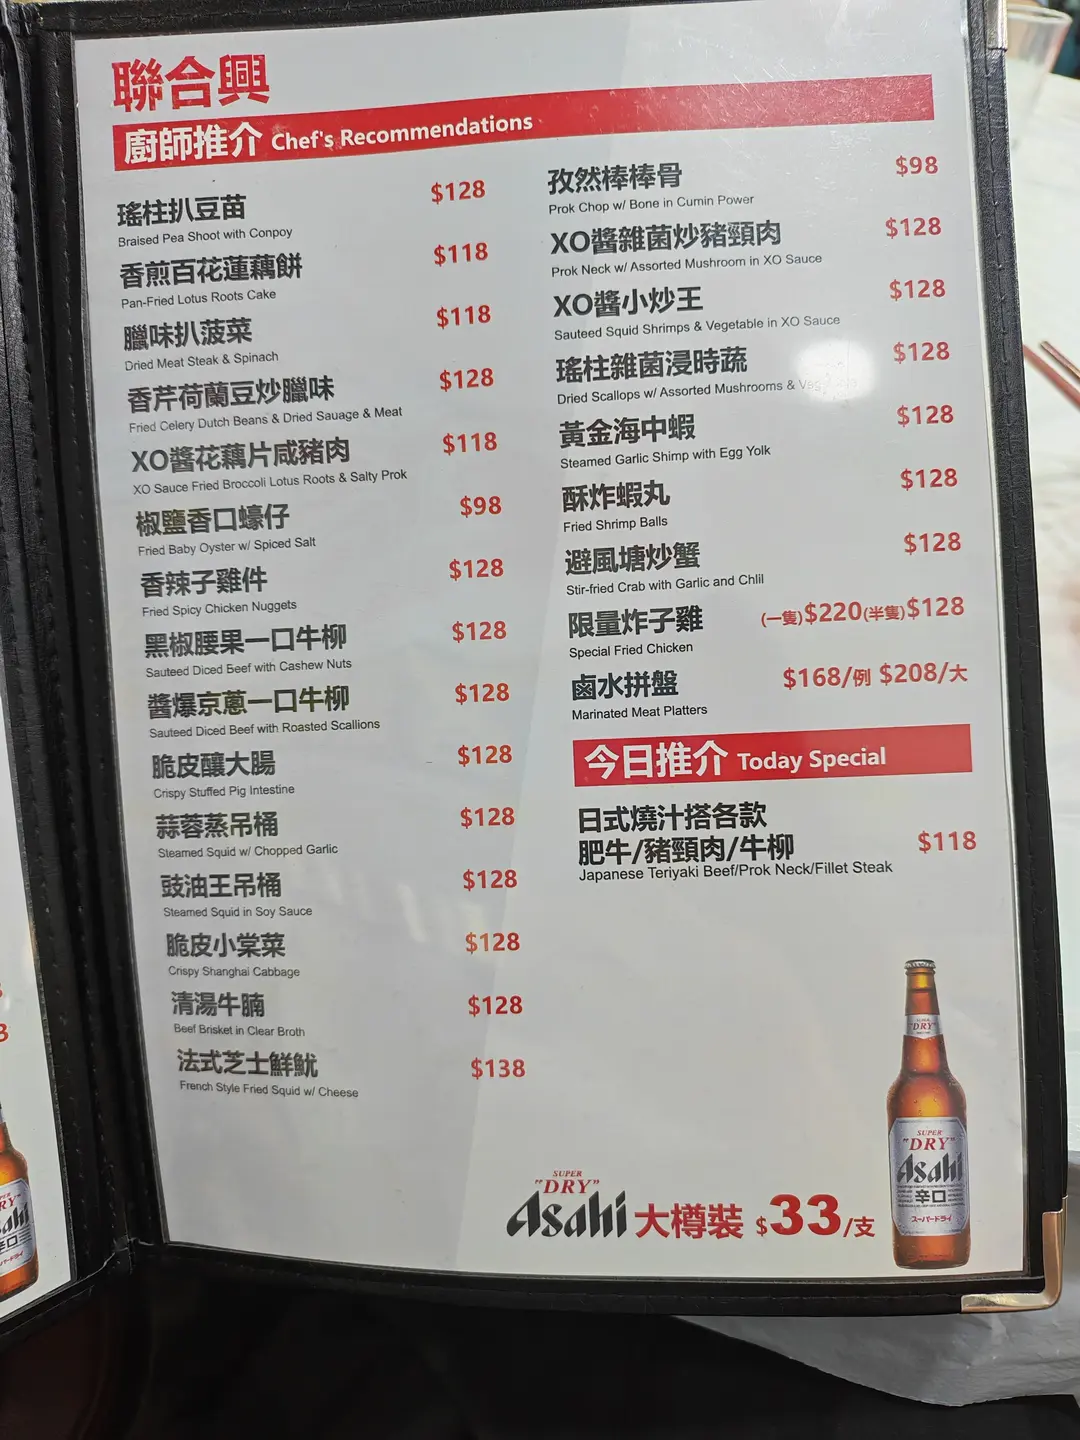 聯合興
廚師推介 Chef's Recommendations
瑤柱扒豆苗 $128
Braised Pea Shoot with Conpoy
香煎百花蓮藕餅 $118
Pan-Fried Lotus Roots Cake
臘味扒菠菜 $118
Dried Meat Steak & Spinach
香芹荷蘭豆炒臘味 $128
Fried Celery Dutch Beans & Dried Sauage & Meat
XO醬花藕片咸豬肉 $118
XO Sauce Fried Broccoli Lotus Roots & Salty Prok
椒鹽香口蠔仔 $98
Fried Baby Oyster w/ Spiced Salt
香辣子雞件 $128
Fried Spicy Chicken Nuggets
黑椒腰果一口牛柳 $128
Sauteed Diced Beef with Cashew Nuts
醬爆京蔥一口牛柳 $128
Sauteed Diced Beef with Roasted Scallions
脆皮釀大腸 $128
Crispy Stuffed Pig Intestine
蒜蓉蒸吊桶 $128
Steamed Squid w/ Chopped Garlic
豉油王吊桶 $128
Steamed Squid in Soy Sauce
脆皮小棠菜 $128
Crispy Shanghai Cabbage
清湯牛腩 $128
Beef Brisket in Clear Broth
法式芝士鮮魷 $138
French Style Fried Squid w/ Cheese
孜然棒棒骨 $98
Prok Chop w/ Bone in Cumin Power
XO醬雜菌炒豬頸肉 $128
Prok Neck w/ Assorted Mushroom in XO Sauce
XO醬小炒王 $128
Sauteed Squid Shrimps & Vegetable in XO Sauce
瑤柱雜菌浸時蔬 $128
Dried Scallops w/ Assorted Mushrooms &
黃金海中蝦 $128
Steamed Garlic Shimp with Egg Yolk
酥炸蝦丸 $128
Fried Shrimp Balls
避風塘炒蟹 $128
Stir-fried Crab with Garlic and Chlil
限量炸子雞 (一隻)$220(半隻)$128
Special Fried Chicken
鹵水拼盤 $168/例 $208/大
Marinated Meat Platters
今日推介 Today Special
日式燒汁搭各款
肥牛/豬頸肉/牛柳 $118
Japanese Teriyaki Beef/Prok Neck/Fillet Steak
SUPER
"DRY"
Asahi 大樽裝 $33/支
"DRY"
SUPER
"DRY"
Asahi
辛口
スーパードライ